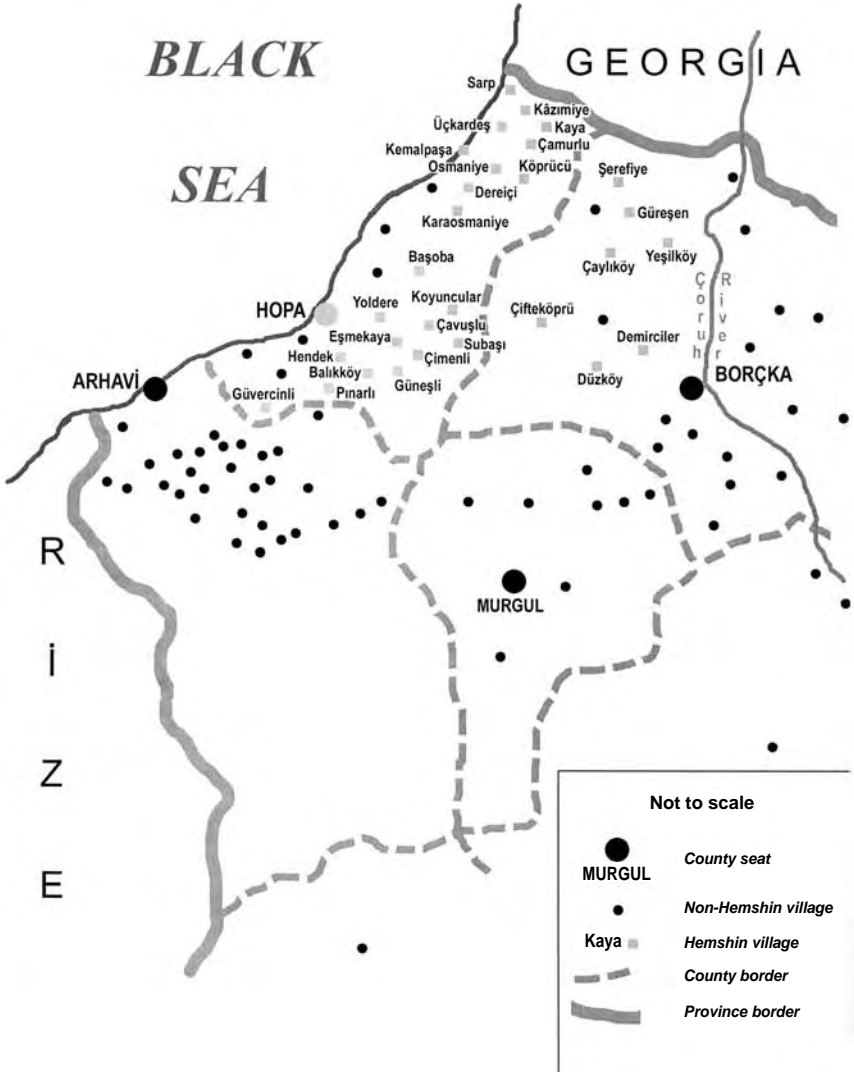 BLACK
SEA
GEORGIA
Sarp
Kâzımiye
Üçkardeş
Kaya
Kemalpaşa
Çamurlu
Osmaniye
Köprücü
Şerefiye
Dereiçi
Karaosmaniye
Güreşen
Başoba
Yeşilköy
Çaylıköy
Çoruh
River
HOPA
Yoldere
Koyuncular
Çavuşlu
Çifteköprü
Eşmekaya
Subaşı
Demirciler
Hendek
Çimenli
ARHAVİ
Balıkköy
Güneşli
Düzköy
BORÇKA
Güvercinli
Pınarlı
R
İ
Z
E
MURGUL
Not to scale
MURGUL
County seat
Non-Hemshin village
Kaya
Hemshin village
County border
Province border